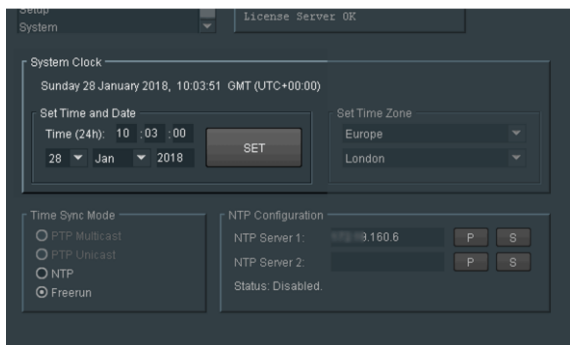 Setup
System
License Server OK
System Clock
Sunday 28 January 2018, 10:03:51 GMT (UTC+00:00)
Set Time and Date
Time (24h): 10 :03 :00
28 Jan 2018
SET
Set Time Zone
Europe
London
Time Sync Mode
PTP Multicast
PTP Unicast
NTP
Freerun
NTP Configuration
NTP Server 1: 9.160.6 P S
NTP Server 2: P S
Status: Disabled.